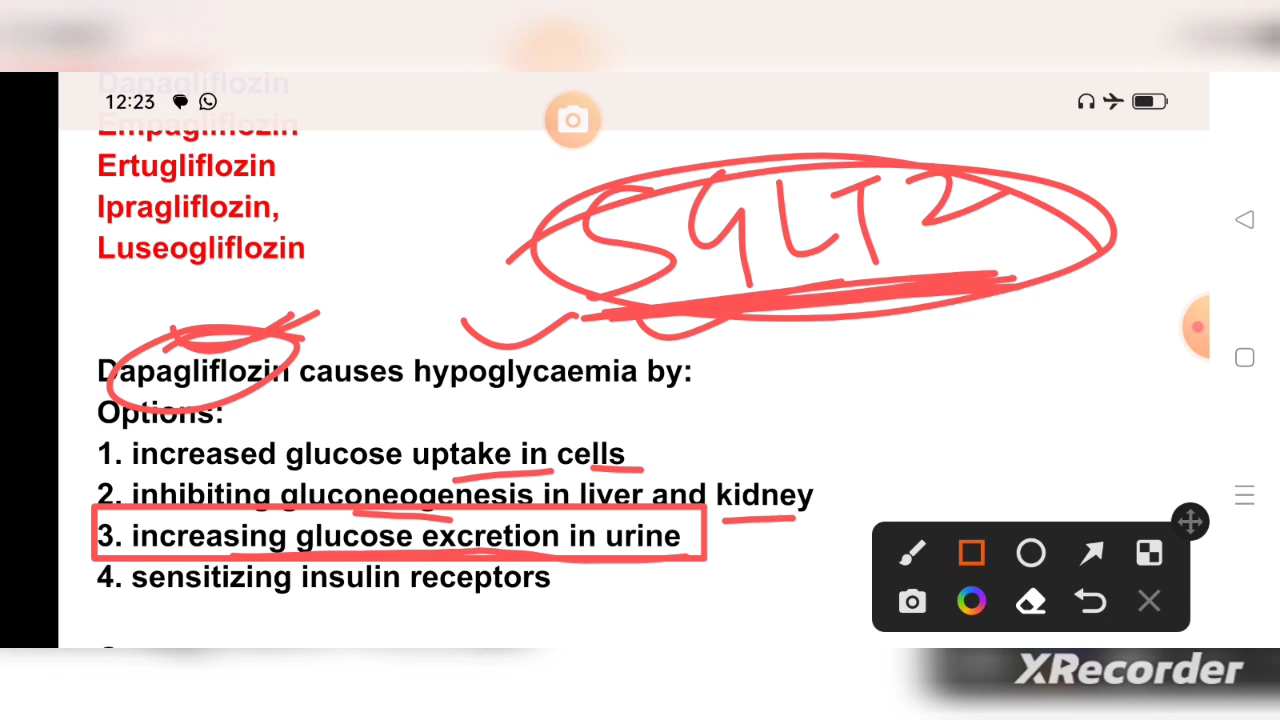 Dapagliflozin
12:23
Empagliflozin
Ertugliflozin
Ipragliflozin,
Luseogliflozin
SGLT2
Dapagliflozin causes hypoglycaemia by:
Options:
1. increased glucose uptake in cells
2. inhibiting gluconeogenesis in liver and kidney
3. increasing glucose excretion in urine
4. sensitizing insulin receptors
XRecorder